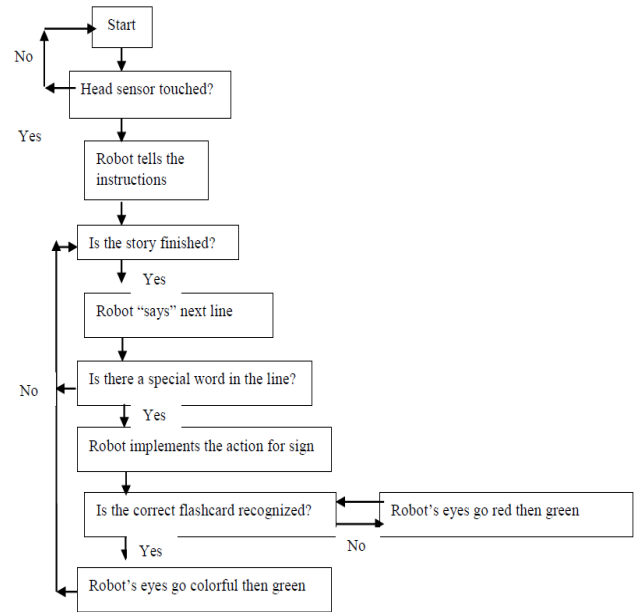 Start
No
Head sensor touched?
Yes
Robot tells the
instructions
Is the story finished?
Yes
Robot “says” next line
Is there a special word in the line?
No
Yes
Robot implements the action for sign
Is the correct flashcard recognized?
Robot’s eyes go red then green
No
Yes
Robot’s eyes go colorful then green